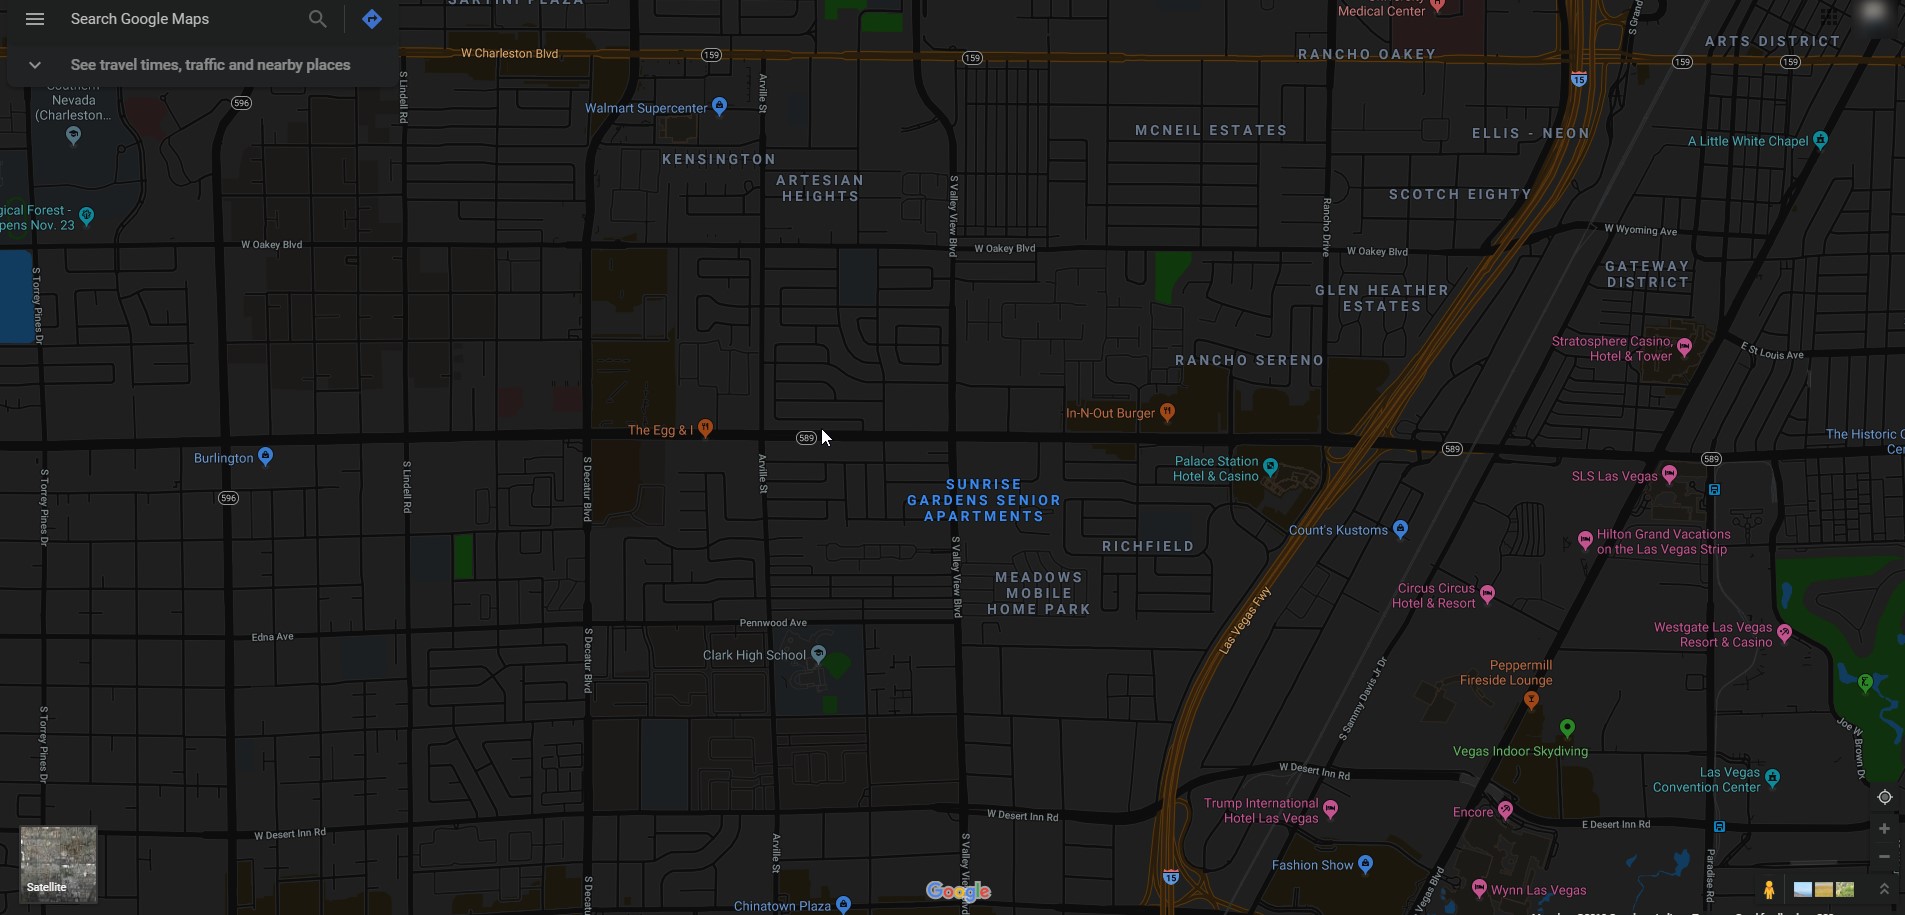 SARTINI PLAZA
Search Google Maps
See travel times, traffic and nearby places
Medical Center
ARTS DISTRICT
S Grand
W Charleston Blvd
159
159
RANCHO OAKEY
159
159
15
Southern
Nevada
(Charleston...
596
S Lindell Rd
Arville St
Walmart Supercenter
MCNEIL ESTATES
ELLIS - NEON
A Little White Chapel
KENSINGTON
ARTESIAN
HEIGHTS
SCOTCH EIGHTY
S Valley View Blvd
Rancho Drive
gical Forest -
pens Nov. 23
W Oakey Blvd
W Oakey Blvd
W Oakey Blvd
W Wyoming Ave
S Torrey Pines Dr
GATEWAY
DISTRICT
GLEN HEATHER
ESTATES
Stratosphere Casino,
Hotel & Tower
E St Louis Ave
RANCHO SERENO
In-N-Out Burger
The Egg & I
589
589
589
The Historic C
Cen
Burlington
Palace Station
Hotel & Casino
SLS Las Vegas
596
S Torrey Pines Dr
S Lindell Rd
S Decatur Blvd
Arville St
SUNRISE
GARDENS SENIOR
APARTMENTS
Count's Kustoms
Hilton Grand Vacations
on the Las Vegas Strip
RICHFIELD
S Valley View Blvd
MEADOWS
MOBILE
HOME PARK
Circus Circus
Hotel & Resort
Las Vegas Fwy
Edna Ave
Pennwood Ave
Westgate Las Vegas
Resort & Casino
S Decatur Blvd
Clark High School
S Sammy Davis Jr Dr
Peppermill
Fireside Lounge
S Torrey Pines Dr
Vegas Indoor Skydiving
Joe W Brown Dr
W Desert Inn Rd
Las Vegas
Convention Center
Trump International
Hotel Las Vegas
Encore
W Desert Inn Rd
E Desert Inn Rd
W Desert Inn Rd
Arville St
S Valley View Blvd
Fashion Show
15
Paradise Rd
Satellite
S Decatur
Google
Vegas Blvd
Wynn Las Vegas
Chinatown Plaza